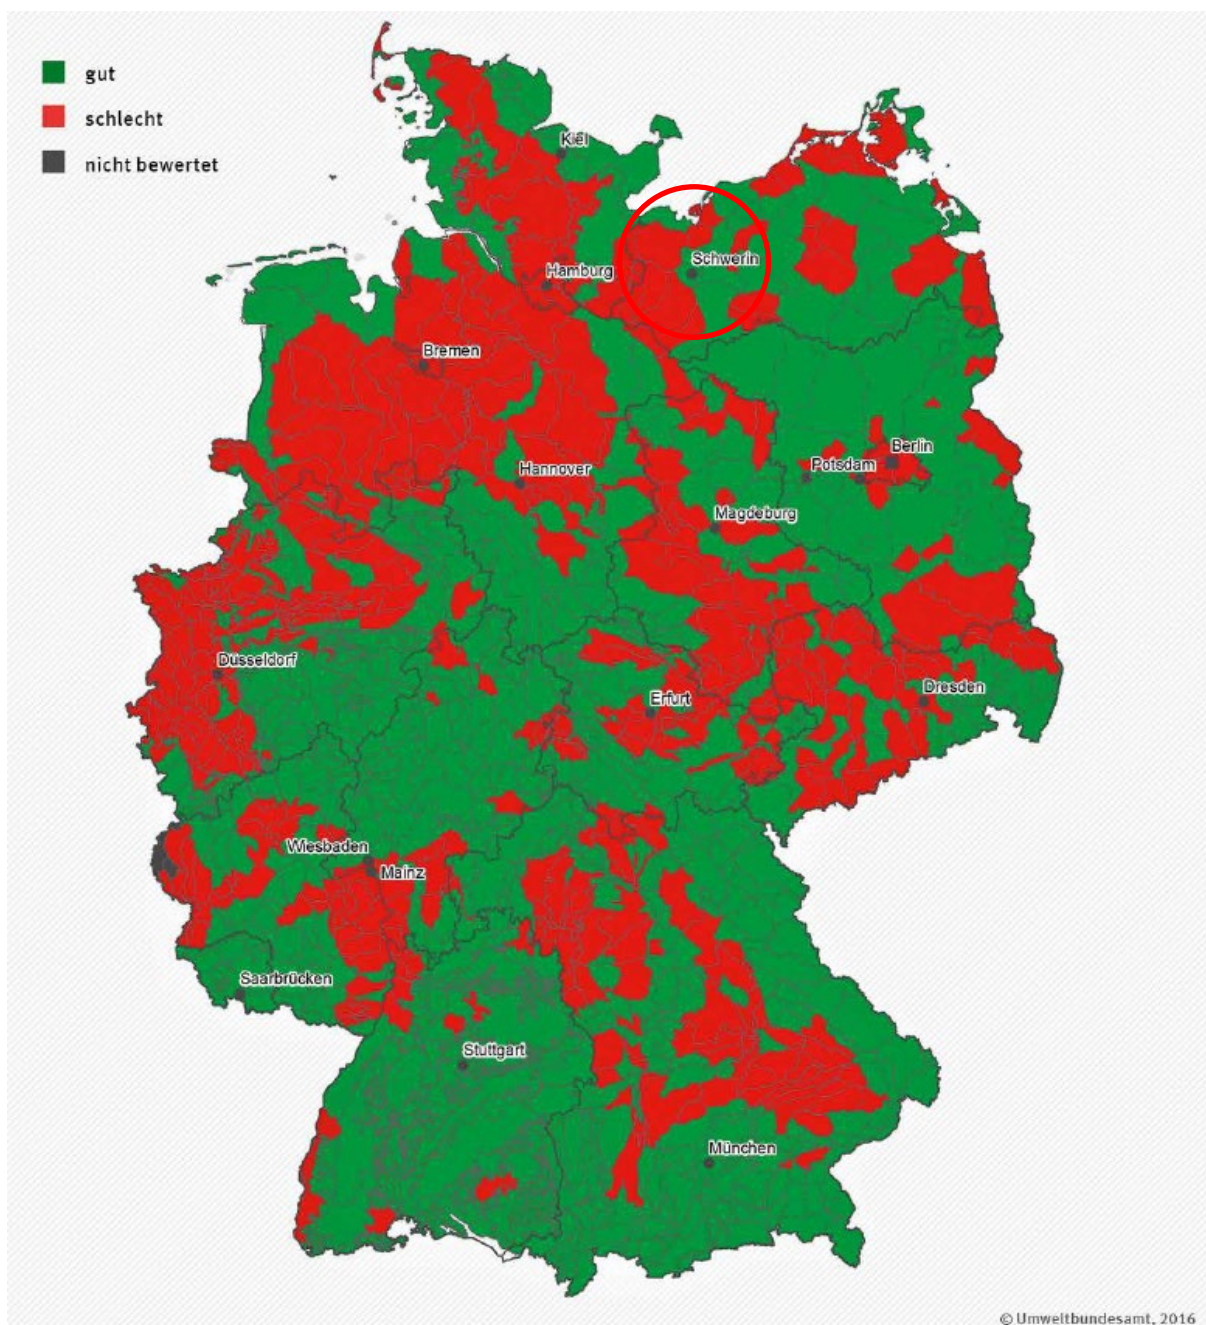 gut
schlecht
nicht bewertet
Kiel
Schwerin
Hamburg
Bremen
Berlin
Potsdam
Hannover
Magdeburg
Düsseldorf
Dresden
Erfurt
Wiesbaden
Mainz
Saarbrücken
Stuttgart
München
© Umweltbundesamt, 2016